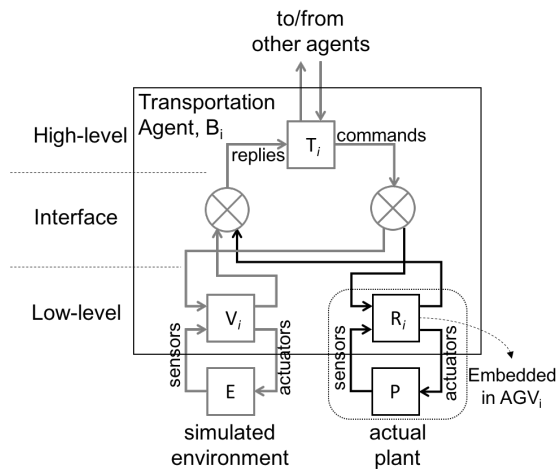 to/from
other agents
Transportation
Agent, Bi
High-level
commands
replies
Ti
Interface
Low-level
Vi
Ri
sensors
actuators
sensors
actuators
E
P
Embedded
in AGVi
simulated
environment
actual
plant